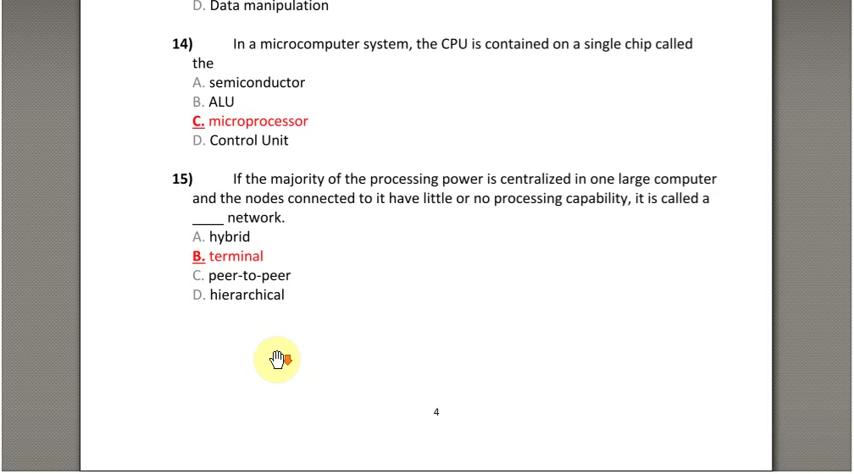 D. Data manipulation
14) In a microcomputer system, the CPU is contained on a single chip called
the
A. semiconductor
B. ALU
C. microprocessor
D. Control Unit
15) If the majority of the processing power is centralized in one large computer
and the nodes connected to it have little or no processing capability, it is called a
____ network.
A. hybrid
B. terminal
C. peer-to-peer
D. hierarchical
4